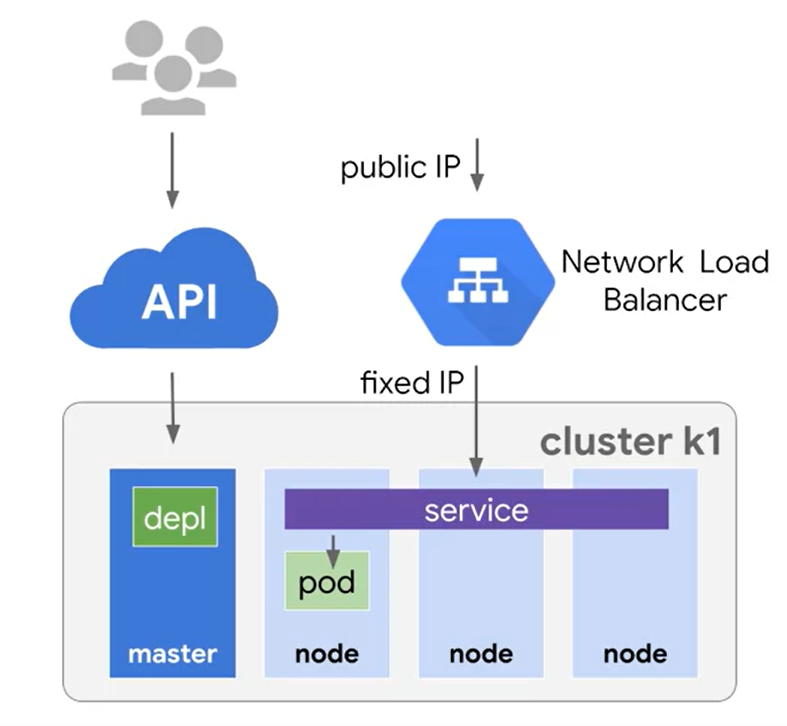 public IP
API
Network Load
Balancer
fixed IP
cluster k1
depl
service
pod
master
node
node
node